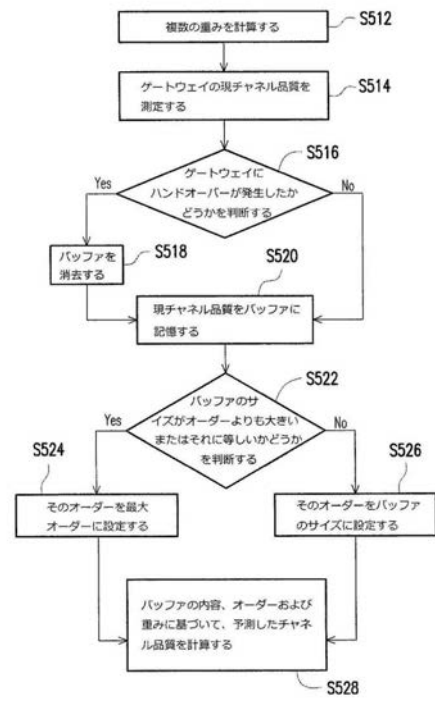 複数の重みを計算する
S512
ゲートウェイの現チャネル品質を
測定する
S514
ゲートウェイに
ハンドオーバーが発生したか
どうかを判断する
S516
Yes
No
バッファを
消去する
S518
S520
現チャネル品質をバッファに
記憶する
S522
バッファのサ
イズがオーダーよりも大きい
またはそれに等しいかどうか
を判断する
Yes
No
S524
そのオーダーを最大
オーダーに設定する
S526
そのオーダーをバッファ
のサイズに設定する
バッファの内容、オーダーおよび
重みに基づいて、予測したチャネ
ル品質を計算する
S528